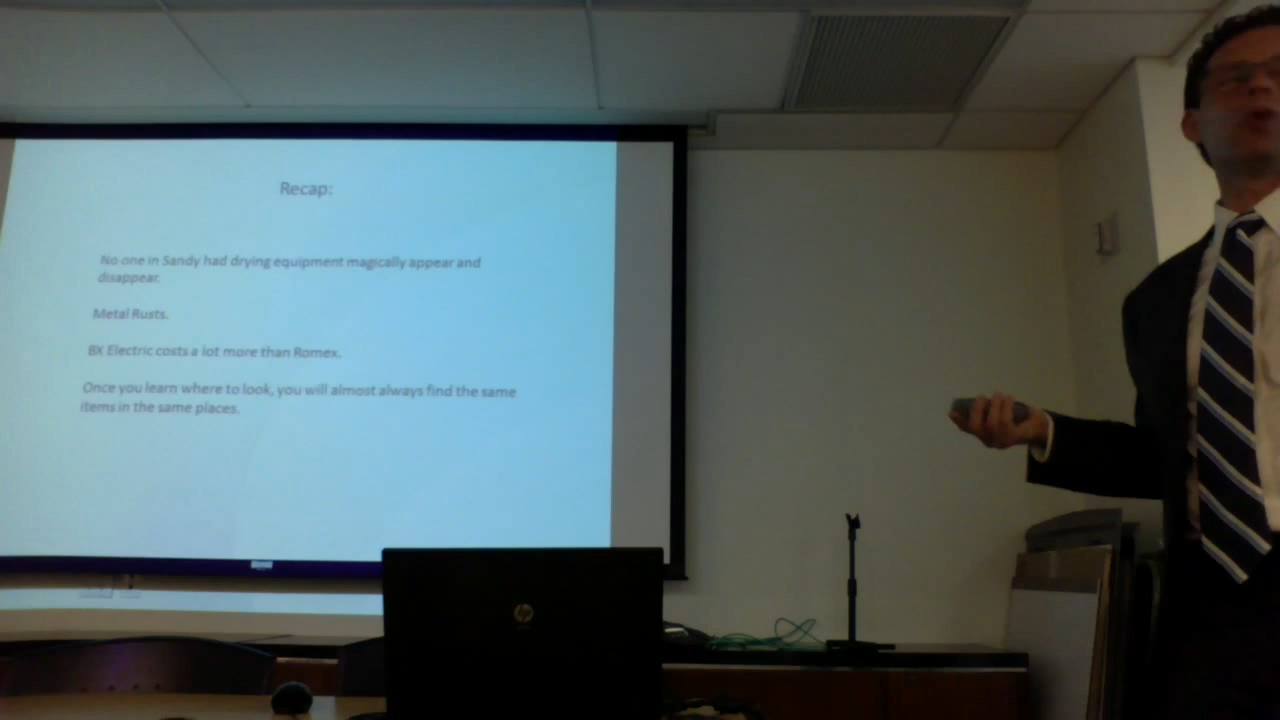 Recap:
No one in Sandy had drying equipment magically appear and
disappear.
Metal Rusts.
BX Electric costs a lot more than Romex.
Once you learn where to look, you will almost always find the same
items in the same places.
hp